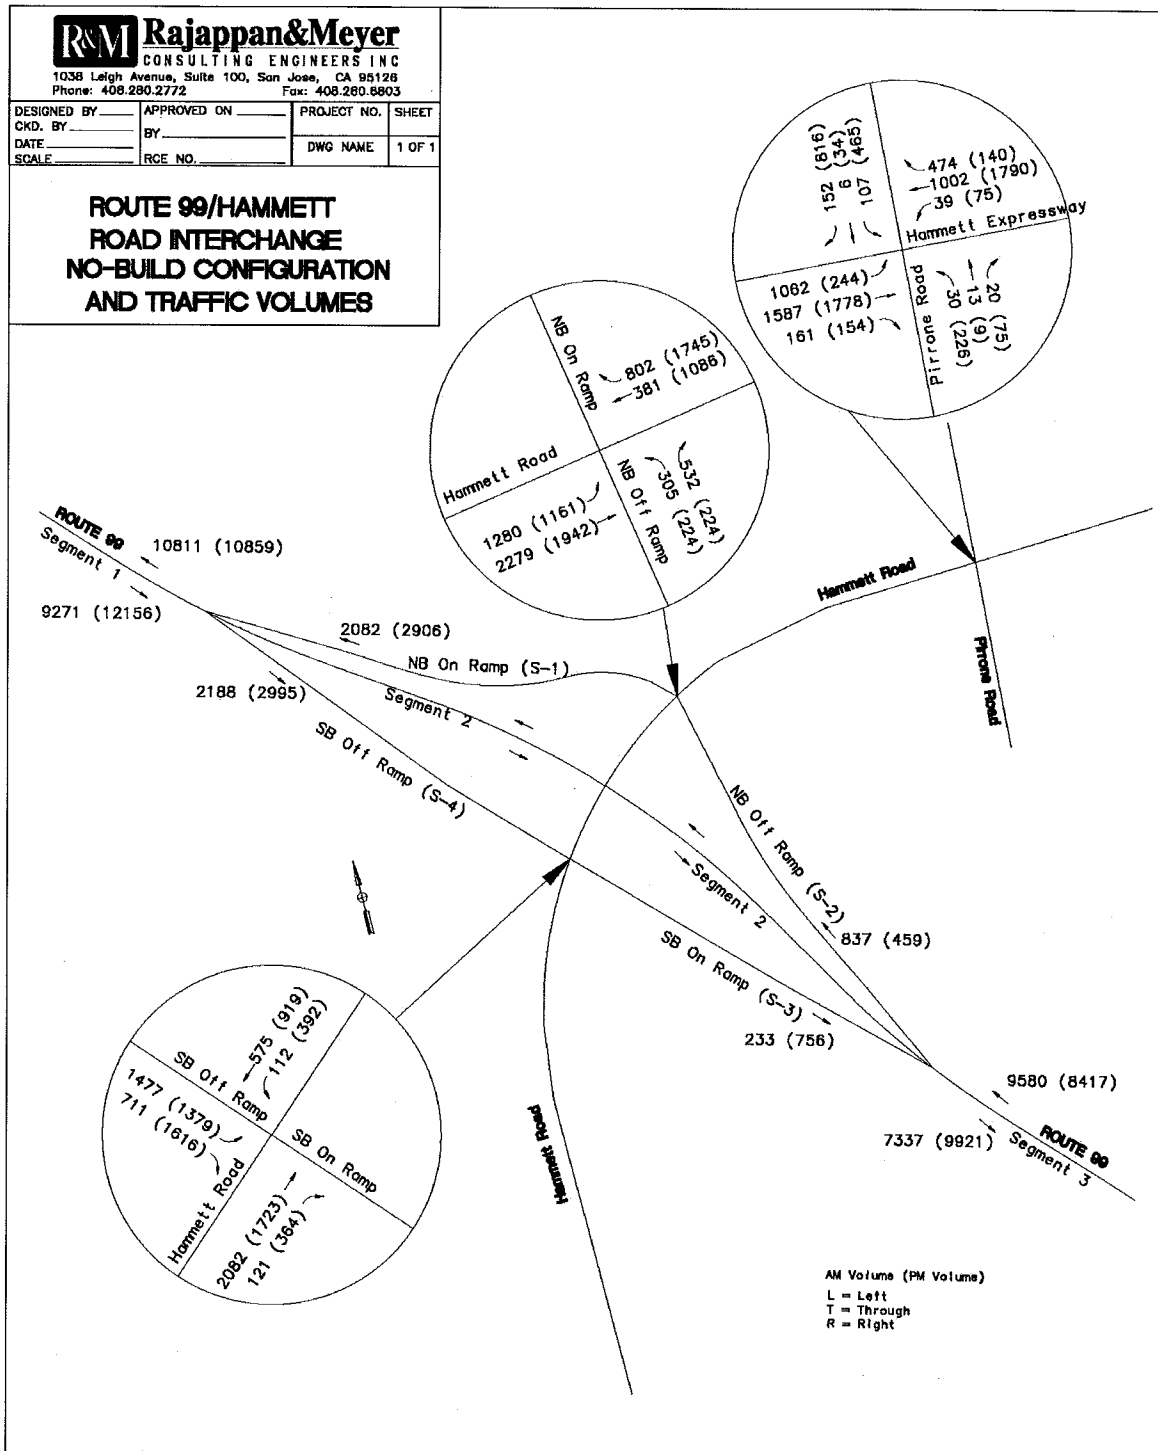 R&M Rajappan&Meyer
CONSULTING ENGINEERS INC
1038 Leigh Avenue, Suite 100, San Jose, CA 95126
Phone: 408.280.2772 Fax: 408.280.8803
DESIGNED BY
CKD. BY
DATE
SCALE
APPROVED ON
BY
RCE NO.
PROJECT NO.
DWG NAME
SHEET
1 OF 1
ROUTE 99/HAMMETT
ROAD INTERCHANGE
NO-BUILD CONFIGURATION
AND TRAFFIC VOLUMES
152 (816)
6 (34)
107 (465)
474 (140)
1002 (1790)
39 (75)
Hammett Expressway
1062 (244)
1587 (1778)
161 (154)
Pirrone Road
30 (226)
13 (9)
20 (75)
NB On Ramp
802 (1745)
381 (1086)
Hammett Road
1280 (1161)
2279 (1942)
NB Off Ramp
305 (224)
532 (224)
ROUTE 99
Segment 1
10811 (10859)
9271 (12156)
2082 (2906)
NB On Ramp (S-1)
2188 (2995)
Segment 2
SB Off Ramp (S-4)
Hammett Road
Pirrone Road
NB Off Ramp (S-2)
Segment 2
837 (459)
SB On Ramp (S-3)
233 (756)
9580 (8417)
7337 (9921)
ROUTE 99
Segment 3
575 (919)
112 (392)
SB Off Ramp
1477 (1379)
711 (1616)
SB On Ramp
Hammett Road
2082 (1723)
121 (364)
Hammett Road
AM Volume (PM Volume)
L = Left
T = Through
R = Right